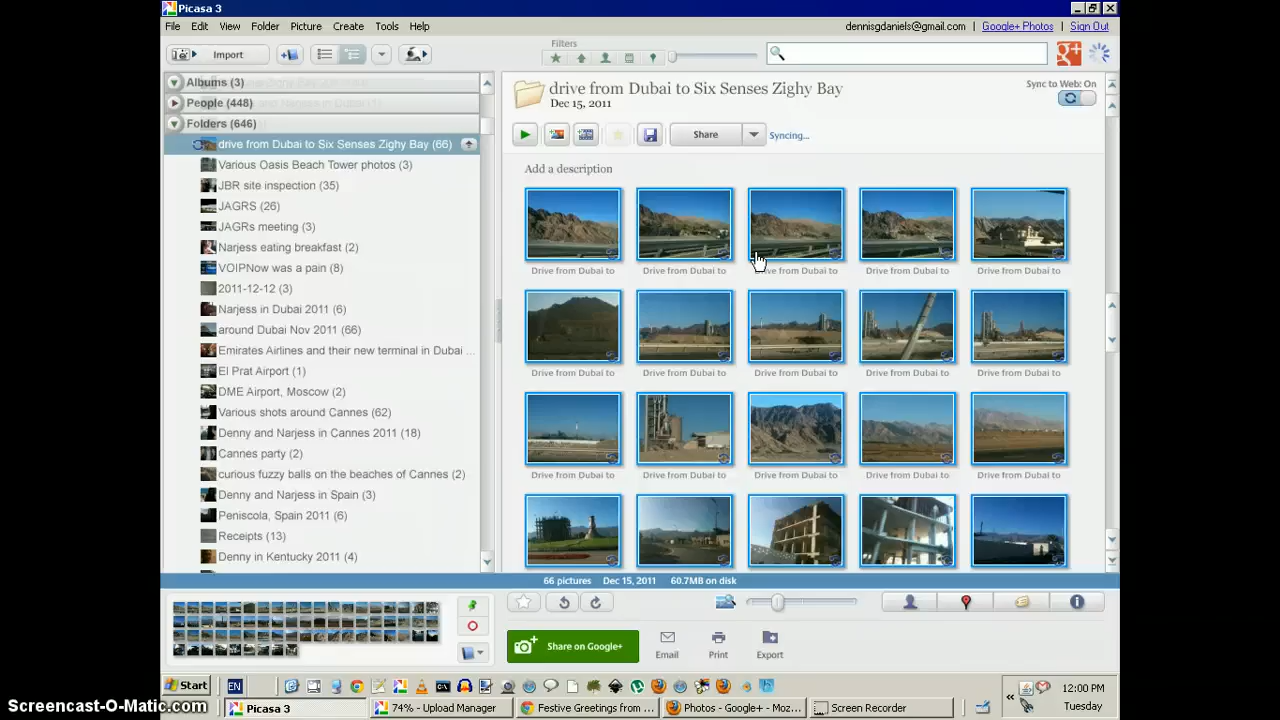 Picasa 3
File Edit View Folder Picture Create Tools Help
dennisgdaniels@gmail.com Google+ Photos Sign Out
Import
Filters
Albums (3)
People (448)
Folders (646)
drive from Dubai to Six Senses Zighy Bay (66)
Various Oasis Beach Tower photos (3)
JBR site inspection (35)
JAGRS (26)
JAGRs meeting (3)
Narjess eating breakfast (2)
VOIPNow was a pain (8)
2011-12-12 (3)
Narjess in Dubai 2011 (6)
around Dubai Nov 2011 (66)
Emirates Airlines and their new terminal in Dubai ...
El Prat Airport (1)
DME Airport, Moscow (2)
Various shots around Cannes (62)
Denny and Narjess in Cannes 2011 (18)
Cannes party (2)
curious fuzzy balls on the beaches of Cannes (2)
Denny and Narjess in Spain (3)
Peniscola, Spain 2011 (6)
Receipts (13)
Denny in Kentucky 2011 (4)
drive from Dubai to Six Senses Zighy Bay
Dec 15, 2011
Sync to Web: On
Share
Syncing...
Add a description
Drive from Dubai to Drive from Dubai to Drive from Dubai to Drive from Dubai to Drive from Dubai to
Drive from Dubai to Drive from Dubai to Drive from Dubai to Drive from Dubai to Drive from Dubai to
Drive from Dubai to Drive from Dubai to Drive from Dubai to Drive from Dubai to Drive from Dubai to
66 pictures Dec 15, 2011 60.7MB on disk
Share on Google+
Email Print Export
Start EN
12:00 PM
Tuesday
Picasa 3 74% - Upload Manager Festive Greetings from ... Photos - Google+ - Moz... Screen Recorder
Screencast-O-Matic.com